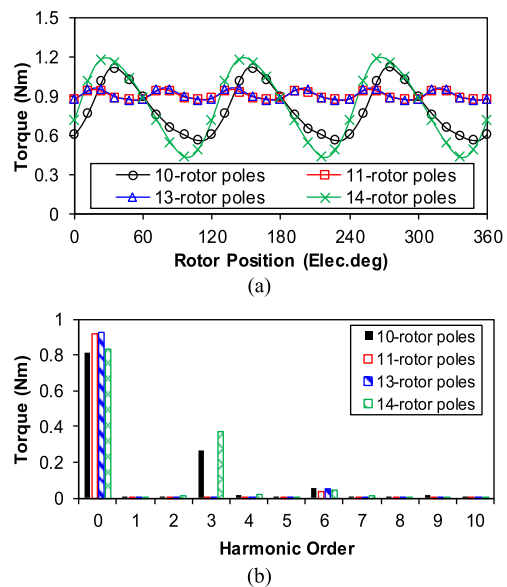 (a)
1.5
1.2
0.9
0.6
0.3
0
Torque (Nm)
10-rotor poles
11-rotor poles
13-rotor poles
14-rotor poles
0 60 120 180 240 300 360
Rotor Position (Elec.deg)
(a)
1
0.8
0.6
0.4
0.2
0
Torque (Nm)
10-rotor poles
11-rotor poles
13-rotor poles
14-rotor poles
0 1 2 3 4 5 6 7 8 9 10
Harmonic Order
(b)